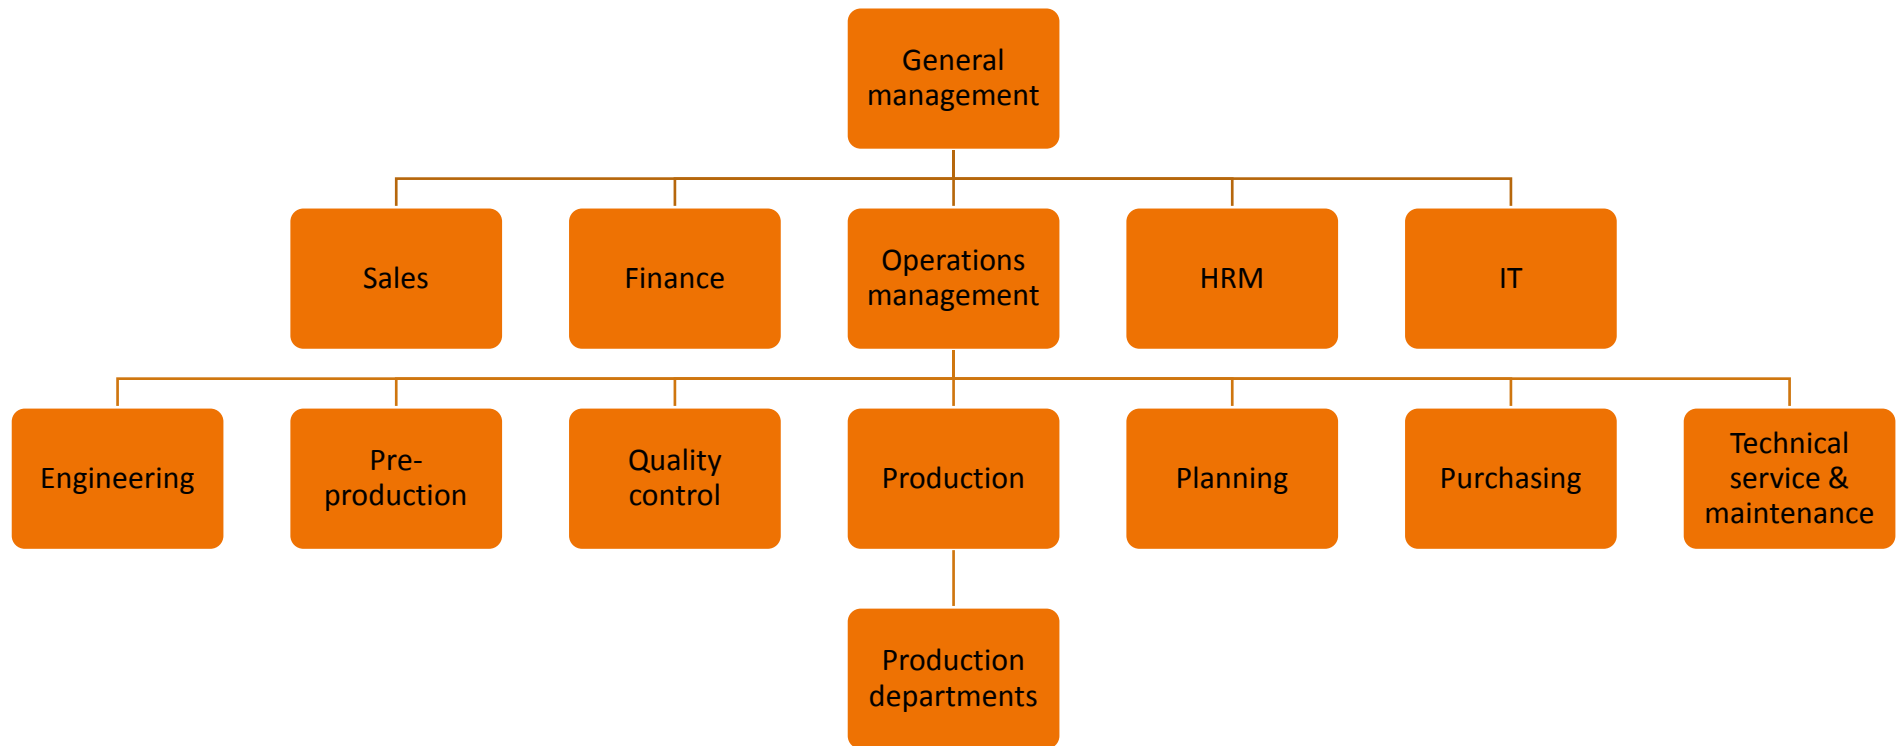 General
management
Sales
Finance
Operations
management
HRM
IT
Engineering
Pre-
production
Quality
control
Production
Planning
Purchasing
Technical
service &
maintenance
Production
departments